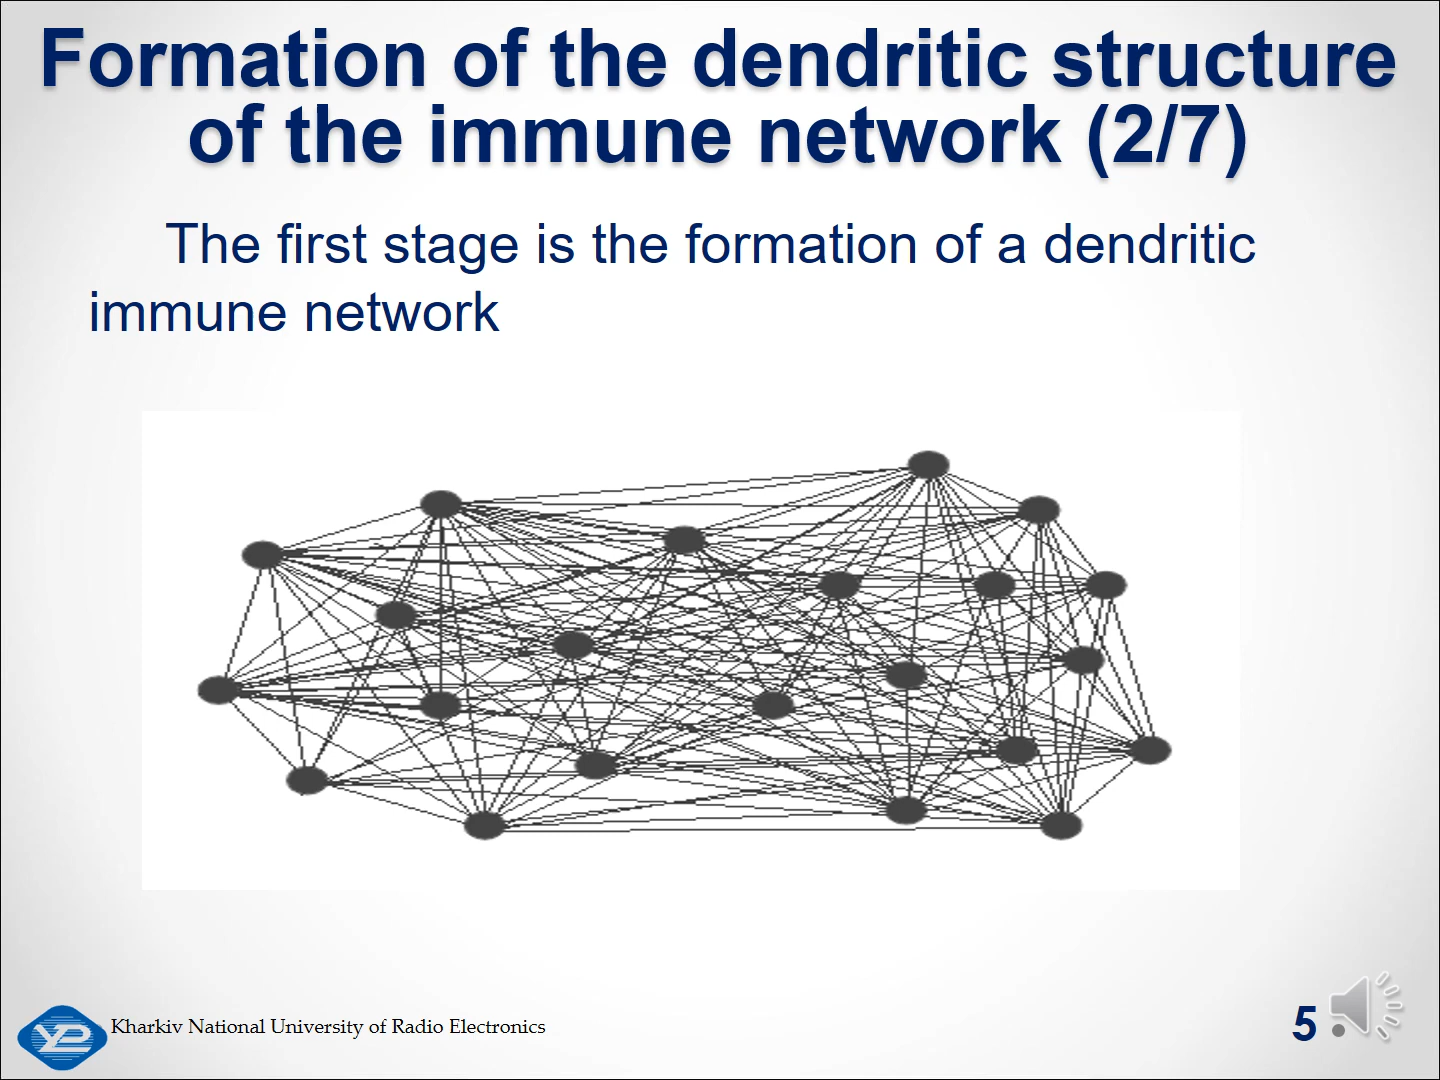 Formation of the dendritic structure
of the immune network (2/7)
The first stage is the formation of a dendritic
immune network
Kharkiv National University of Radio Electronics
5